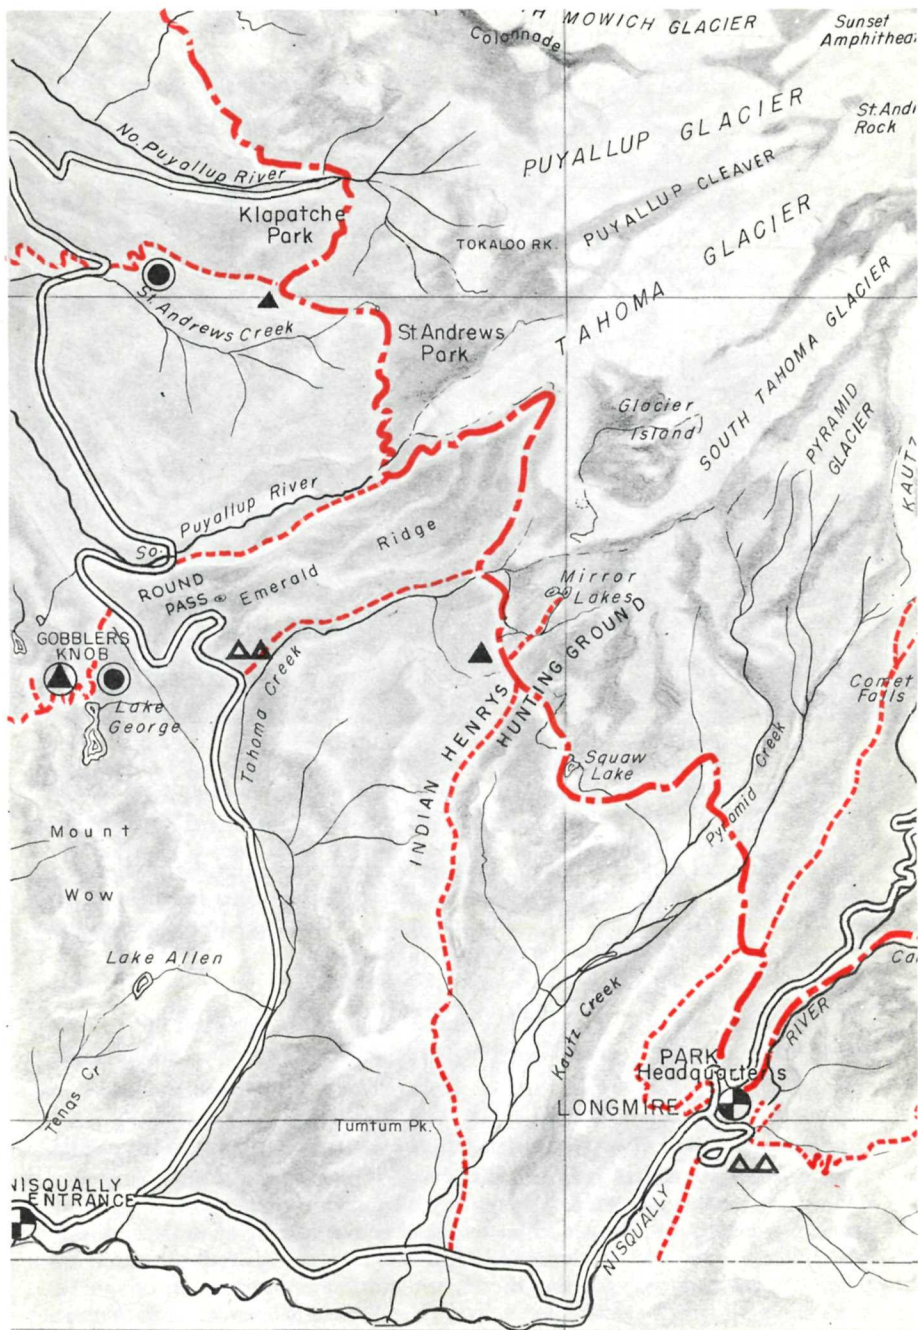 H MOWICH GLACIER
Colonnade
Sunset
PUYALLUP GLACIER
Rock
No. Puyallup River
PUYALLUP CLEAVER
Klapatche
Park
TOKALOO RK.
TAHOMA GLACIER
St. Andrews Creek
St. Andrews
Park
SOUTH TAHOMA GLACIER
Glacier
Island
PYRAMID
GLACIER
So. Puyallup River
Emerald Ridge
ROUND
PASS
Mirror
Lakes
GOBBLERS
KNOB
Lake
George
Tahoma Creek
INDIAN HENRYS
HUNTING GROUND
Comet
Falls
Squaw
Lake
Pyramid Creek
Mount
Wow
Lake Allen
Kautz Creek
Tenas Cr
PARK
Headquarters
RIVER
LONGMIRE
Tumtum Pk.
NISQUALLY
ENTRANCE
NISQUALLY